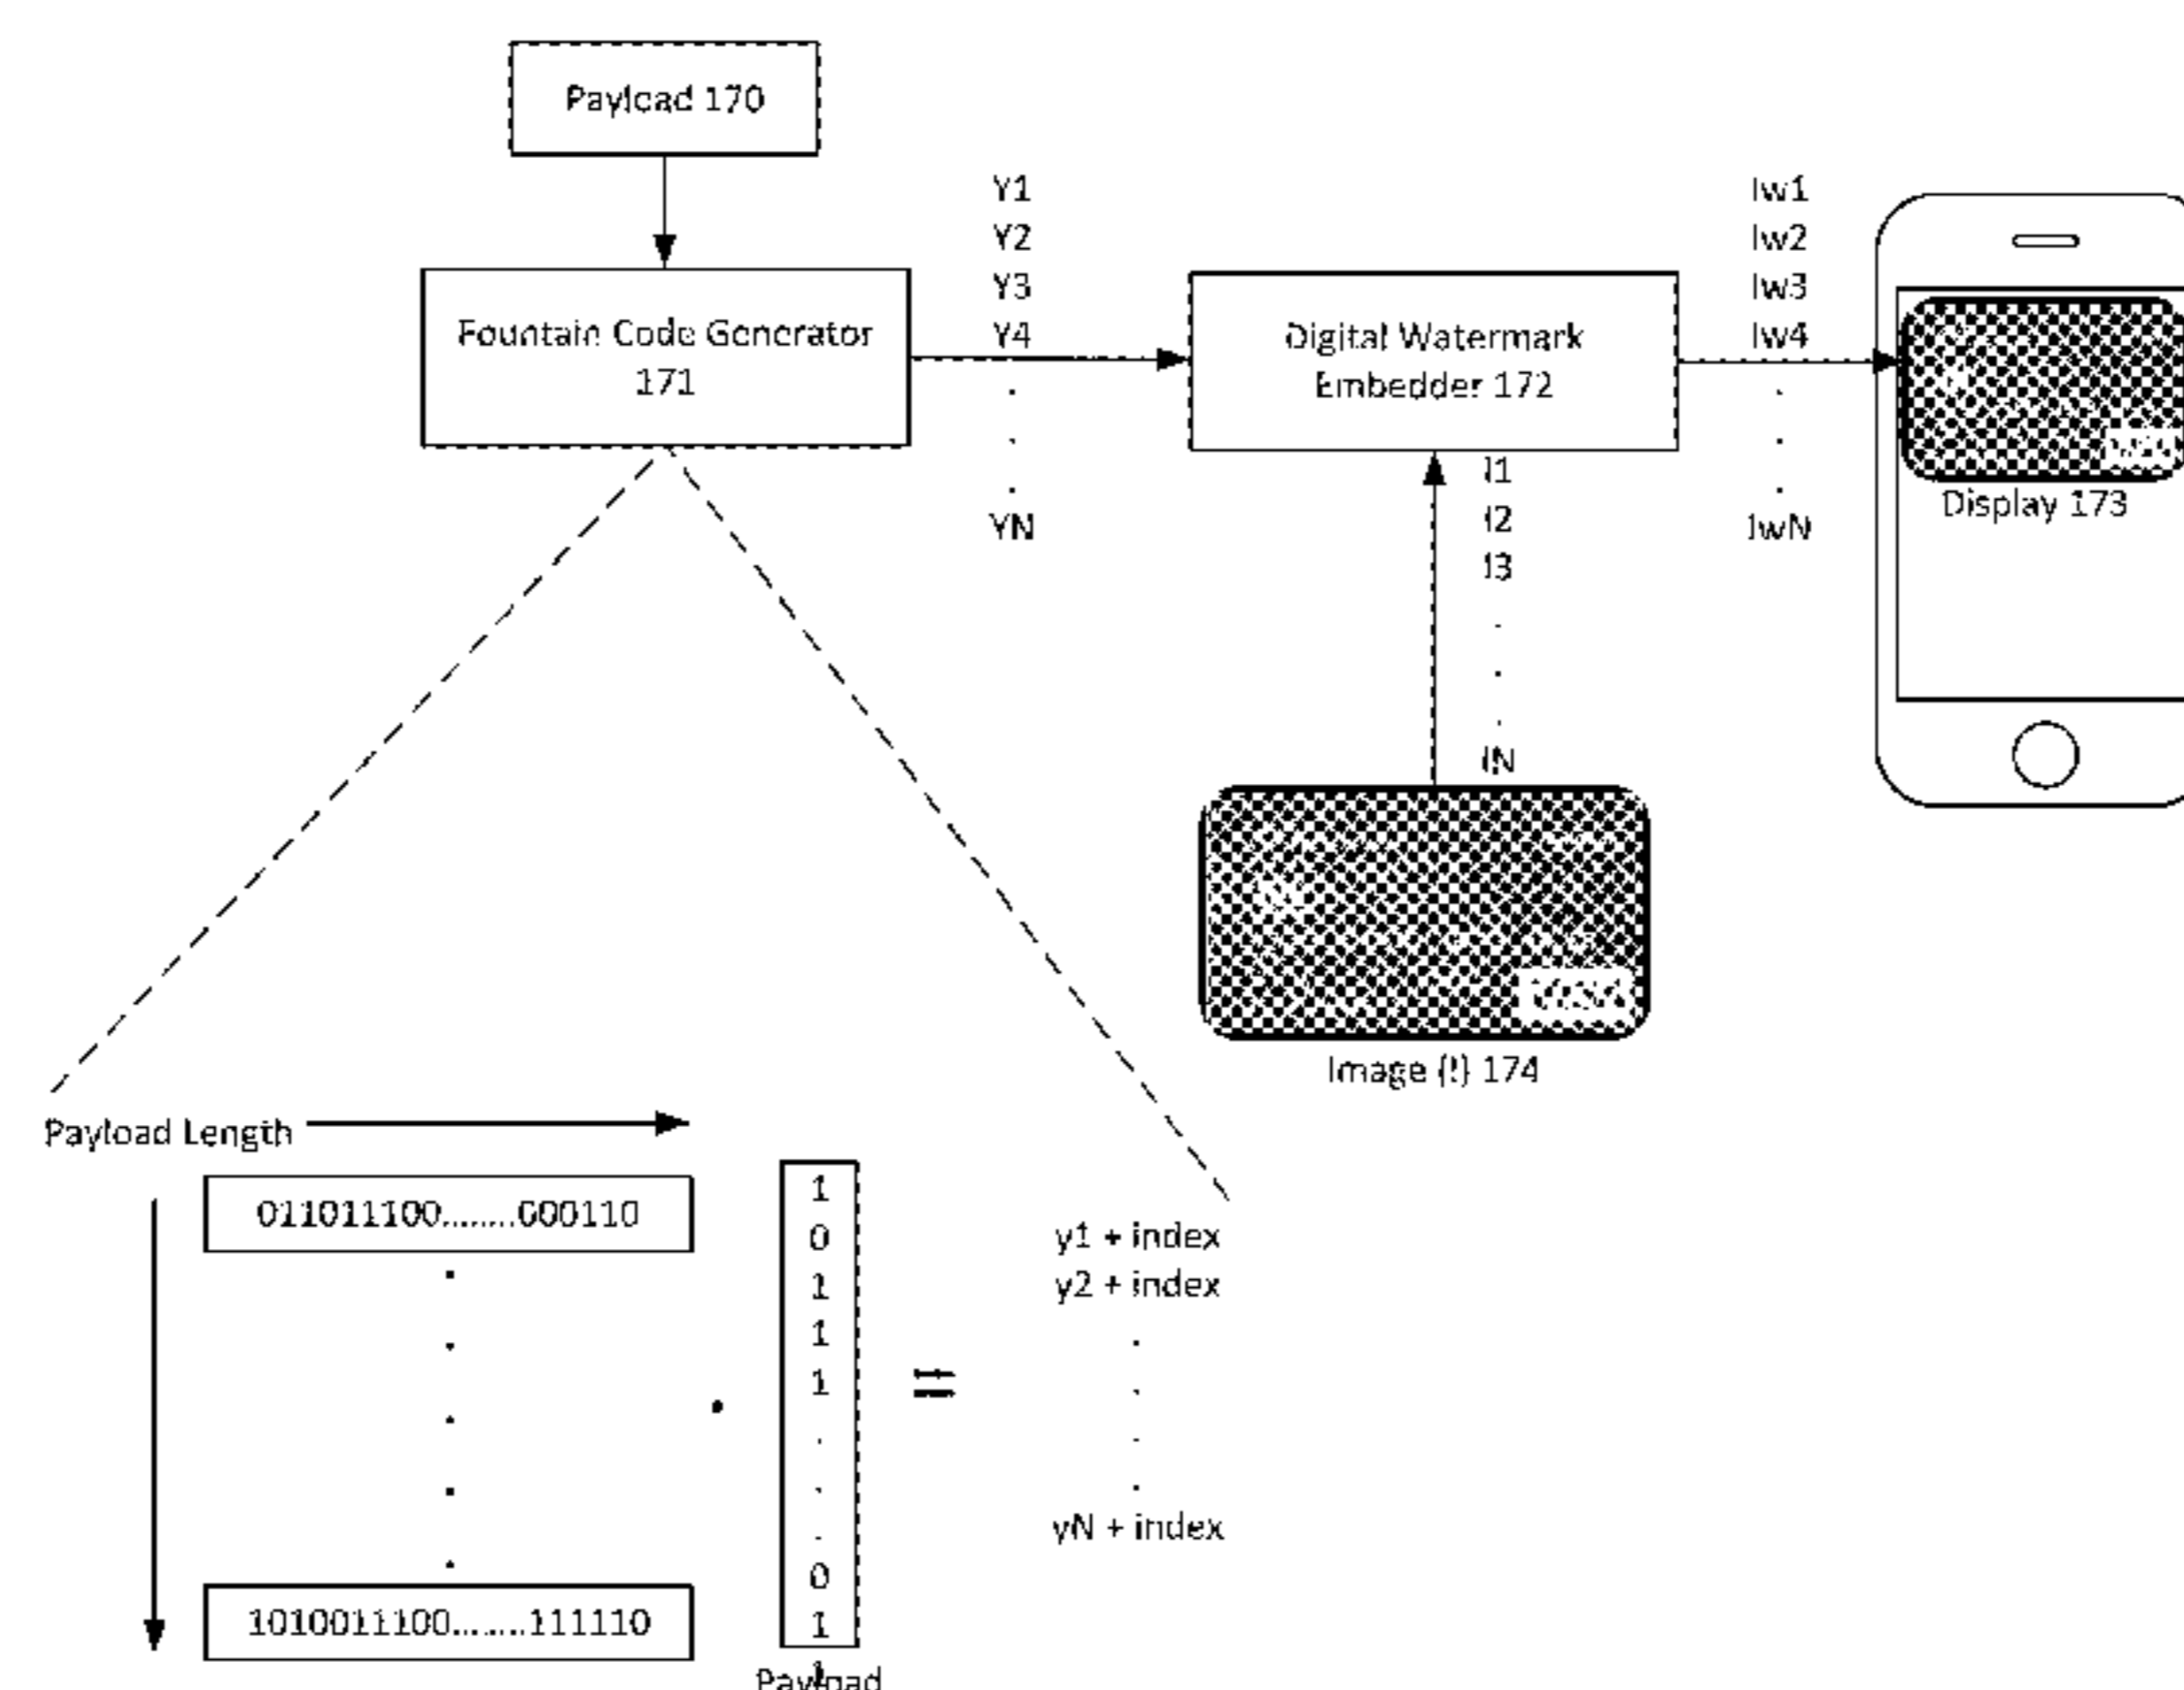 Payload 170
Fountain Code Generator
171
Y1
Y2
Y3
Y4
.
.
.
YN
Digital Watermark
Embedder 172
Iw1
Iw2
Iw3
Iw4
.
.
.
IwN
Display 173
I1
I2
I3
.
.
.
IN
Image (I) 174
Payload Length
011011100........000110
1010011100........111110
1
0
1
1
1
.
.
.
0
1
1
Payload
=
y1 + index
y2 + index
.
.
.
.
yN + index